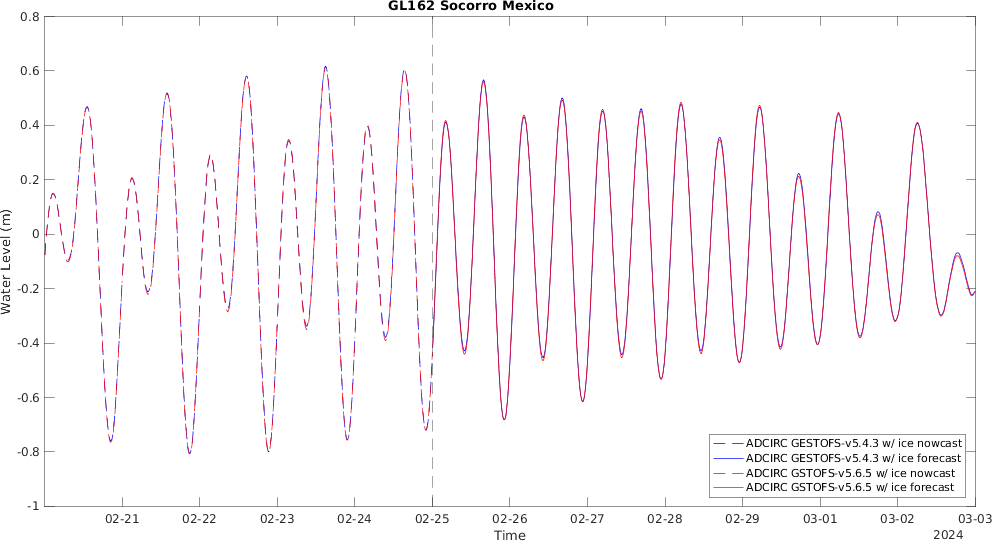 GL162 Socorro Mexico
0.8
0.6
0.4
0.2
0
-0.2
-0.4
-0.6
-0.8
-1
Water Level (m)
ADCIRC GESTOFS-v5.4.3 w/ ice nowcast
ADCIRC GESTOFS-v5.4.3 w/ ice forecast
ADCIRC GSTOFS-v5.6.5 w/ ice nowcast
ADCIRC GSTOFS-v5.6.5 w/ ice forecast
02-21 02-22 02-23 02-24 02-25 02-26 02-27 02-28 02-29 03-01 03-02 03-03
Time
2024